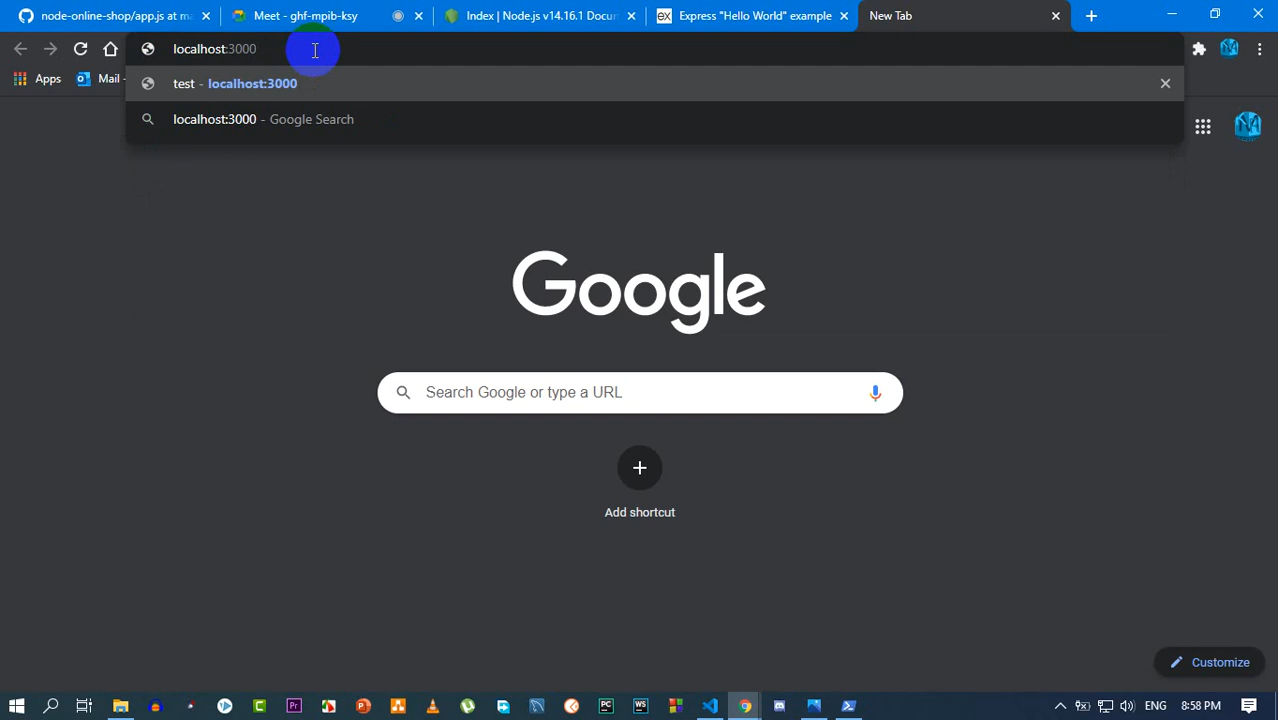 node-online-shop/app.js at ma
Meet - ghf-mpib-ksy
Index | Node.js v14.16.1 Docum
ex Express "Hello World" example
New Tab
localhost:3000
Apps
Mail -
test - localhost:3000
localhost:3000 - Google Search
Google
Search Google or type a URL
Add shortcut
Customize
ENG 8:58 PM